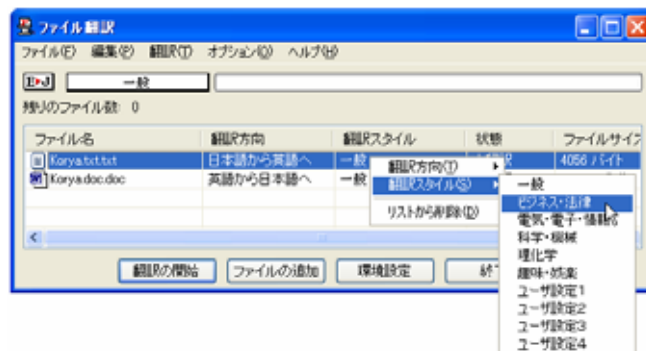 ファイル翻訳
ファイル(F) 編集(E) 翻訳(T) オプション(O) ヘルプ(H)
E▸J 一般
残りのファイル数: 0
ファイル名 翻訳方向 翻訳スタイル 状態 ファイルサイズ
Korya.txt.txt 日本語から英語へ 一般 4056 バイト
Korya.doc.doc 英語から日本語へ 一般
翻訳方向(T)
翻訳スタイル(S)
リストから削除(D)
一般
ビジネス・法律
電気・電子・情報
科学・機械
理化学
趣味・娯楽
ユーザ設定1
ユーザ設定2
ユーザ設定3
ユーザ設定4
翻訳の開始 ファイルの追加 環境設定 終了